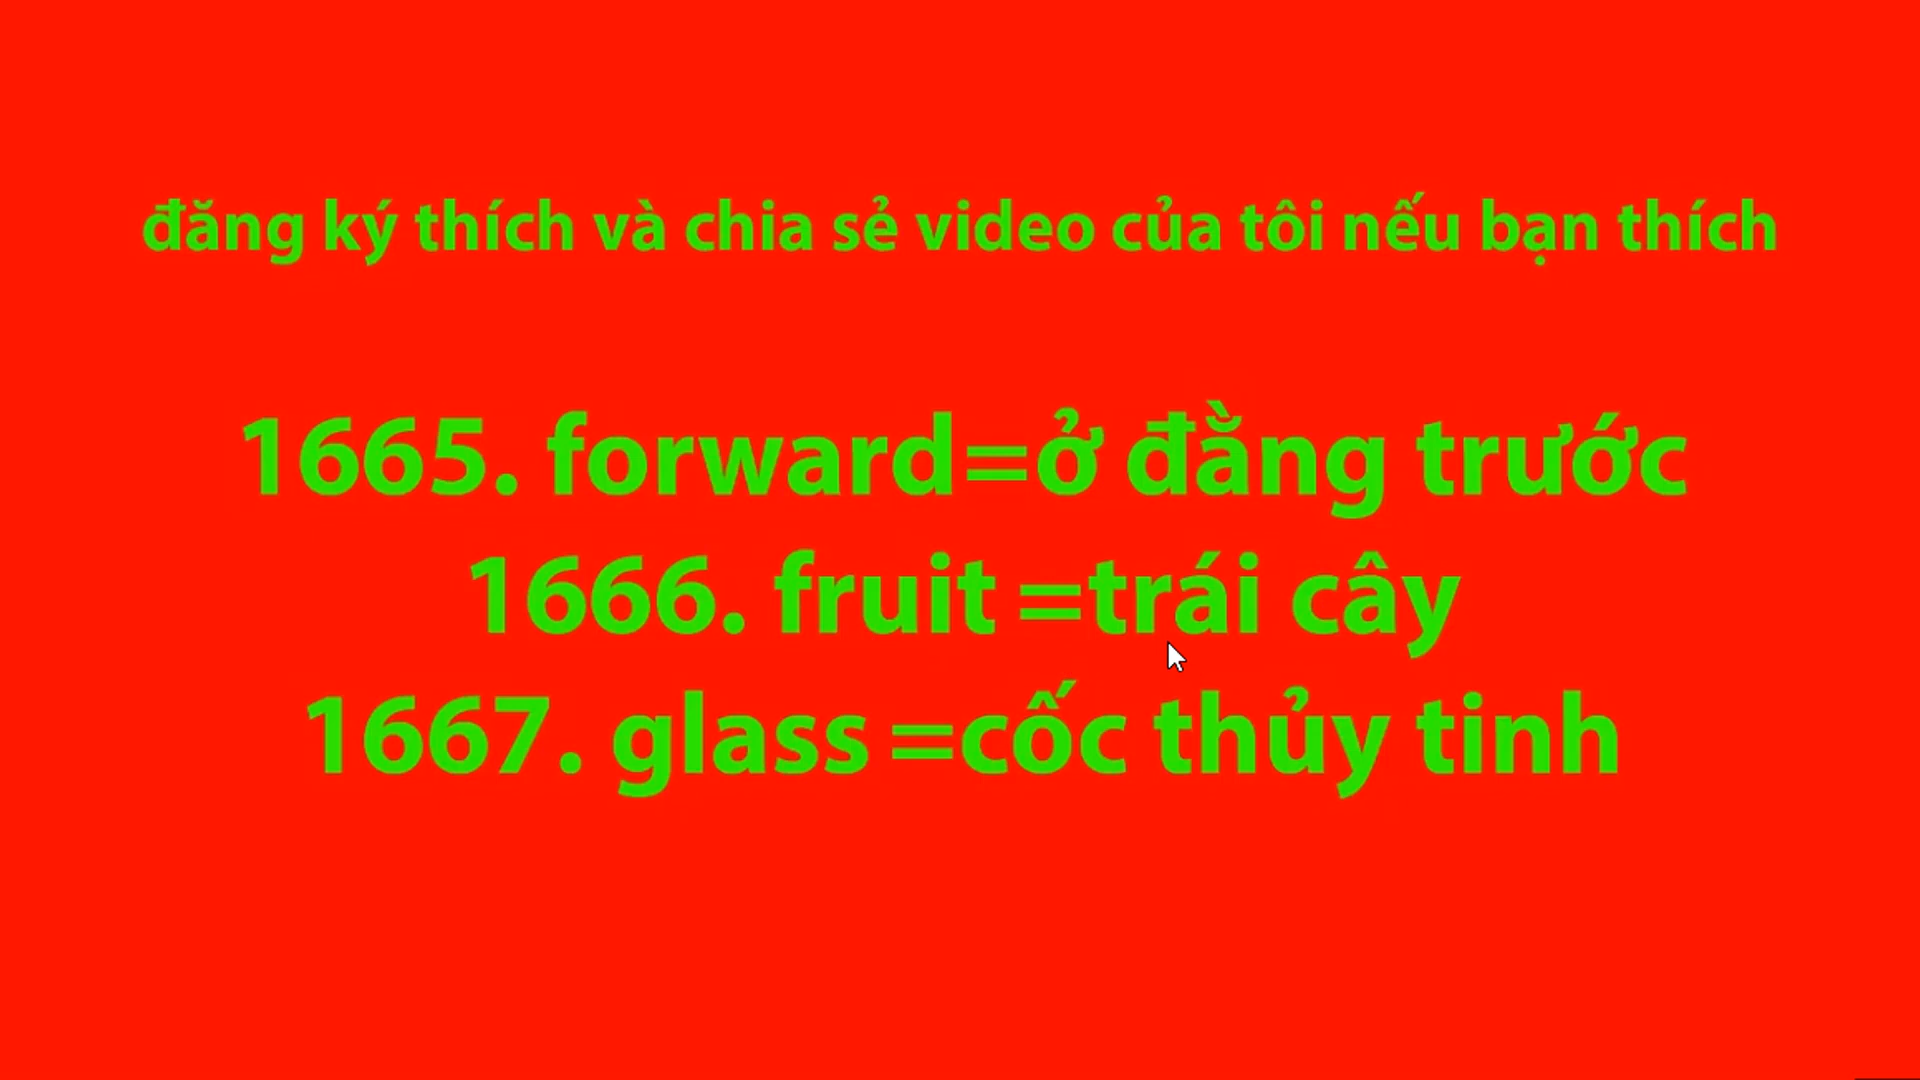 đăng ký thích và chia sẻ video của tôi nếu bạn thích
1665. forward=ở đằng trước
1666. fruit =trái cây
1667. glass =cốc thủy tinh